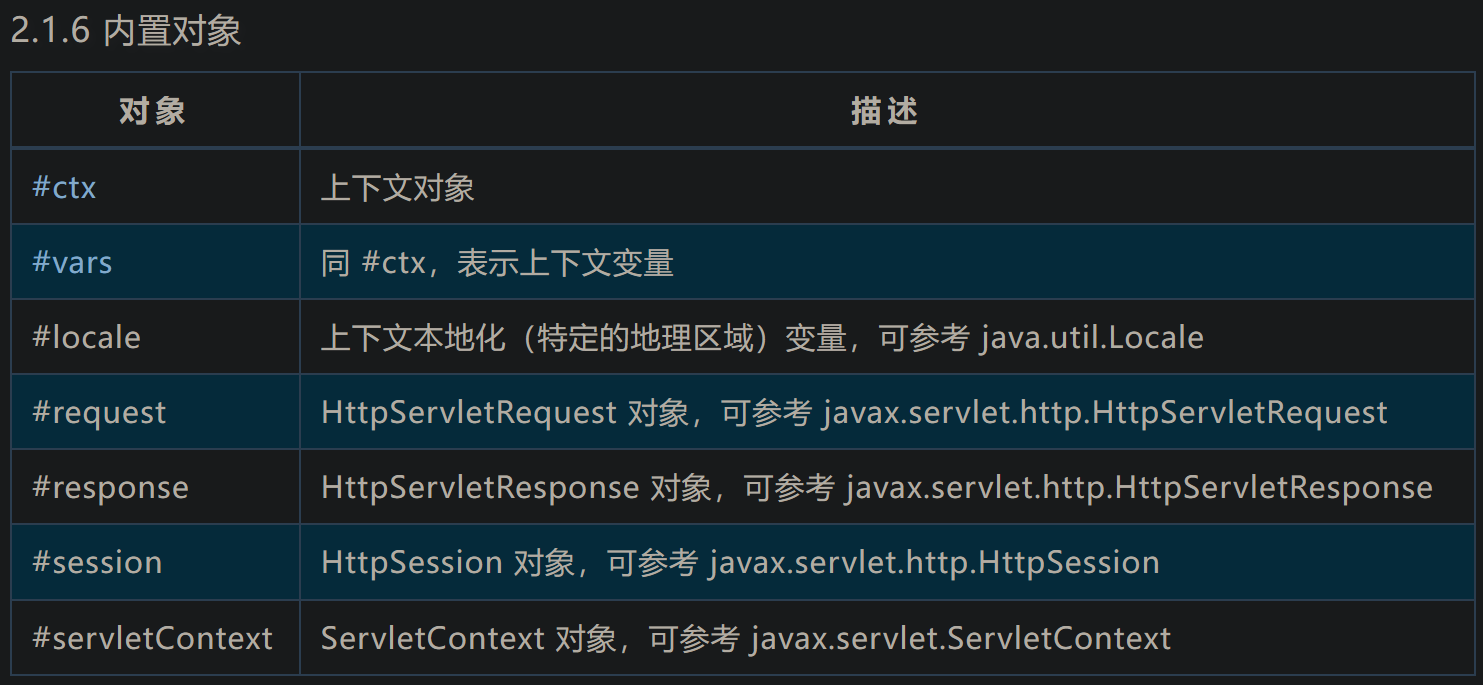 2.1.6 内置对象
对象 描述
#ctx 上下文对象
#vars 同 #ctx，表示上下文变量
#locale 上下文本地化（特定的地理区域）变量，可参考 java.util.Locale
#request HttpServletRequest 对象，可参考 javax.servlet.http.HttpServletRequest
#response HttpServletResponse 对象，可参考 javax.servlet.http.HttpServletResponse
#session HttpSession 对象，可参考 javax.servlet.http.HttpSession
#servletContext ServletContext 对象，可参考 javax.servlet.ServletContext